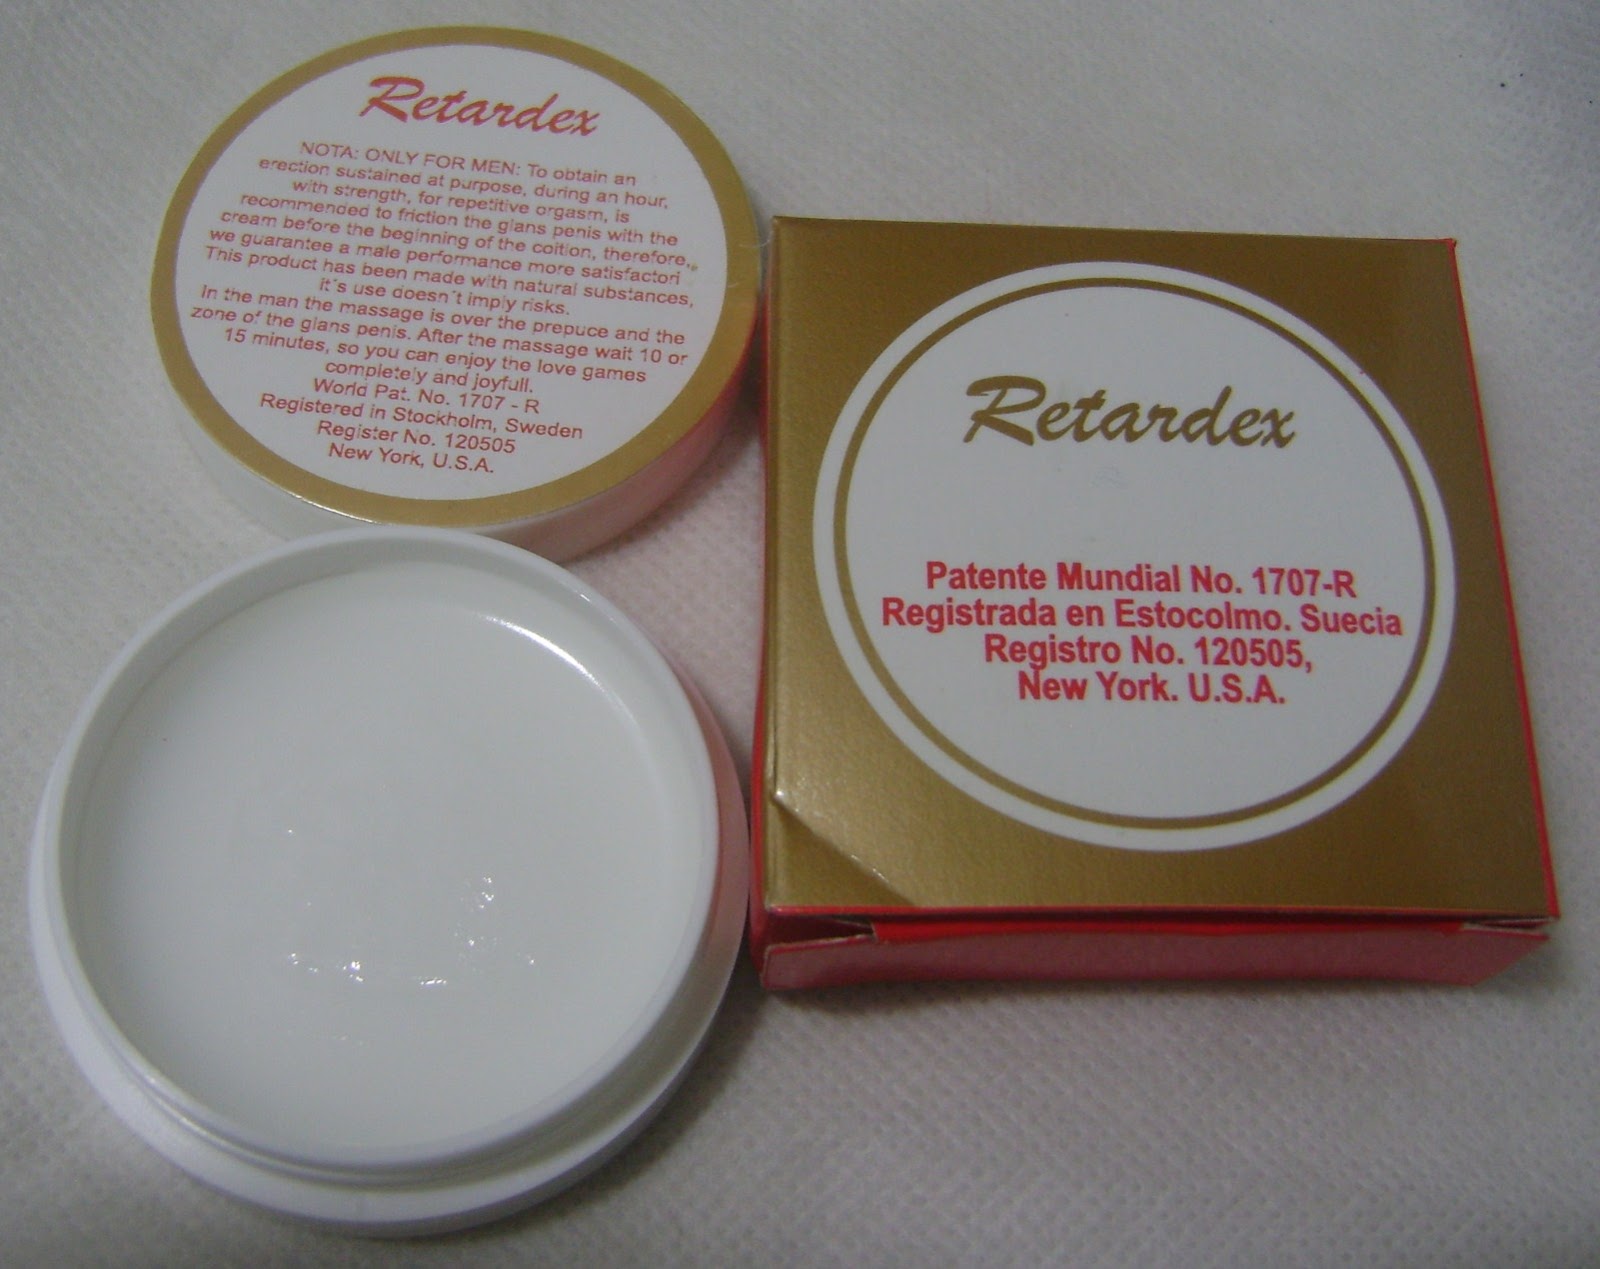 Retardex
NOTA: ONLY FOR MEN: To obtain an
erection sustained at purpose, during an hour,
with strength, for repetitive orgasm, is
recommended to friction the glans penis with the
cream before the beginning of the coition, therefore,
we guarantee a male performance more satisfactori
This product has been made with natural substances,
it´s use doesn´t imply risks.
In the man the massage is over the prepuce and the
zone of the glans penis. After the massage wait 10 or
15 minutes, so you can enjoy the love games
completely and joyfull.
World Pat. No. 1707 - R
Registered in Stockholm, Sweden
Register No. 120505
New York, U.S.A.
Retardex
Patente Mundial No. 1707-R
Registrada en Estocolmo. Suecia
Registro No. 120505,
New York. U.S.A.